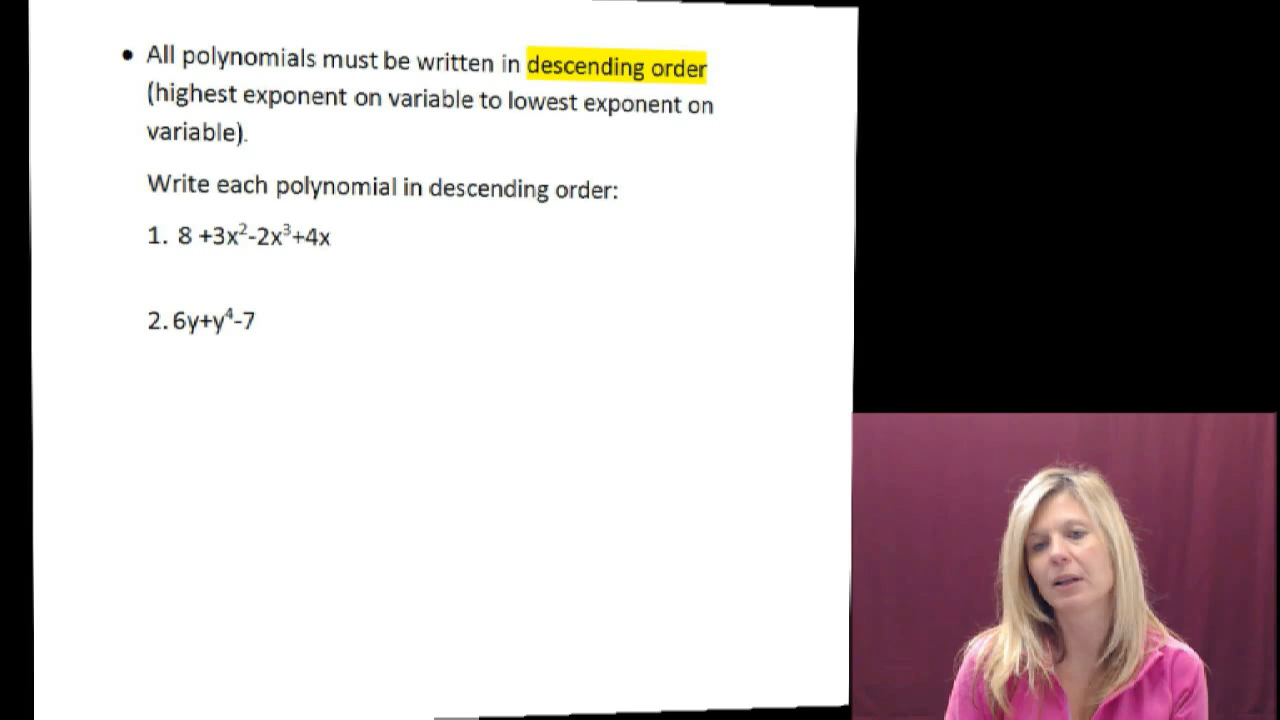 • All polynomials must be written in descending order
(highest exponent on variable to lowest exponent on
variable).
Write each polynomial in descending order:
1. 8 +3x²-2x³+4x
2. 6y+y⁴-7